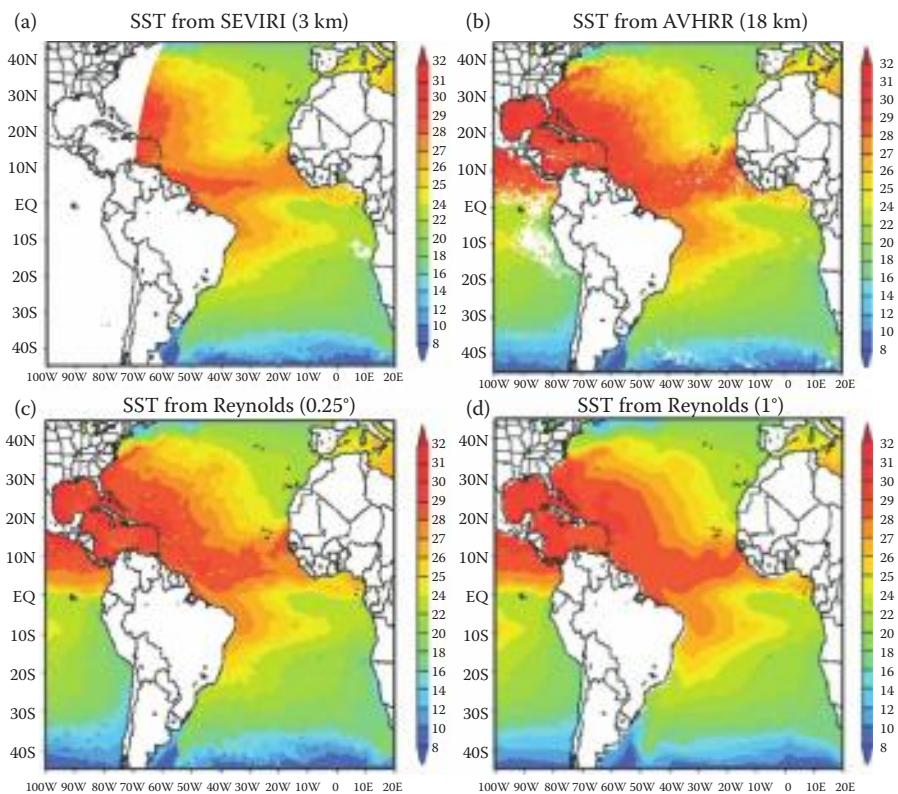 (a) SST from SEVIRI (3 km)
40N
30N
20N
10N
EQ
10S
20S
30S
40S
100W 90W 80W 70W 60W 50W 40W 30W 20W 10W 0 10E 20E
32
31
30
29
28
27
26
25
24
22
20
18
16
14
12
10
8
(b) SST from AVHRR (18 km)
40N
30N
20N
10N
EQ
10S
20S
30S
40S
100W 90W 80W 70W 60W 50W 40W 30W 20W 10W 0 10E 20E
32
31
30
29
28
27
26
25
24
22
20
18
16
14
12
10
8
(c) SST from Reynolds (0.25°)
40N
30N
20N
10N
EQ
10S
20S
30S
40S
100W 90W 80W 70W 60W 50W 40W 30W 20W 10W 0 10E 20E
32
31
30
29
28
27
26
25
24
22
20
18
16
14
12
10
8
(d) SST from Reynolds (1°)
40N
30N
20N
10N
EQ
10S
20S
30S
40S
100W 90W 80W 70W 60W 50W 40W 30W 20W 10W 0 10E 20E
32
31
30
29
28
27
26
25
24
22
20
18
16
14
12
10
8